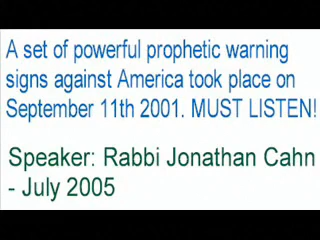 A set of powerful prophetic warning
signs against America took place on
September 11th 2001. MUST LISTEN!
Speaker: Rabbi Jonathan Cahn
- July 2005